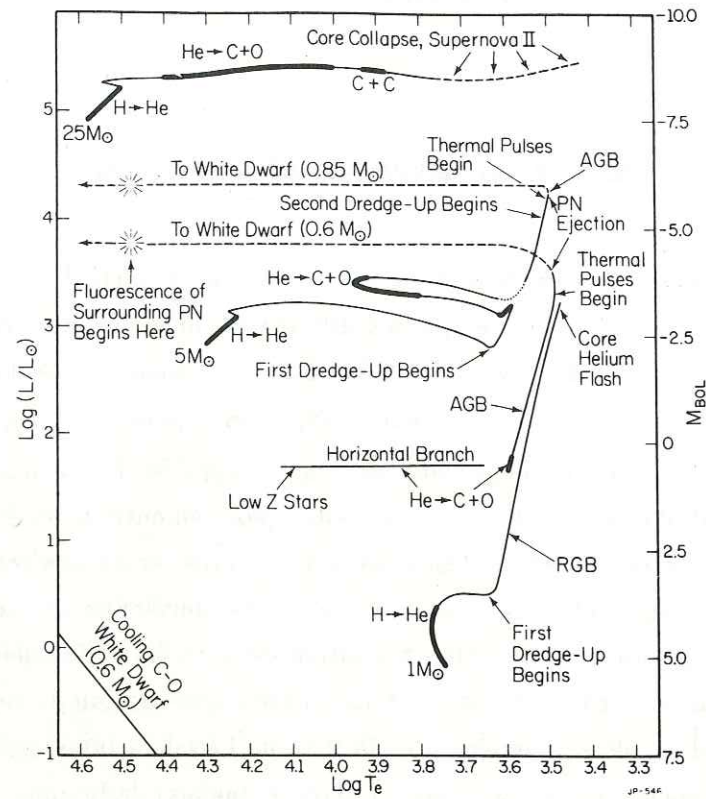 Core Collapse, Supernova II
He→C+O
C+C
H→He
25M⊙
Thermal Pulses
Begin
AGB
To White Dwarf (0.85 M⊙)
Second Dredge-Up Begins
PN
Ejection
To White Dwarf (0.6 M⊙)
Thermal
Pulses
Begin
He→C+O
Fluorescence of
Surrounding PN
Begins Here
H→He
5M⊙
First Dredge-Up Begins
Core
Helium
Flash
AGB
Horizontal Branch
Low Z Stars
He→C+O
RGB
H→He
1M⊙
First
Dredge-Up
Begins
Cooling C-O
White Dwarf
(0.6 M⊙)
Log (L/L⊙)
5
4
3
2
1
0
-1
-10.0
-7.5
-5.0
-2.5
0
2.5
5.0
7.5
MBOL
4.6 4.5 4.4 4.3 4.2 4.1 4.0 3.9 3.8 3.7 3.6 3.5 3.4 3.3
Log Te